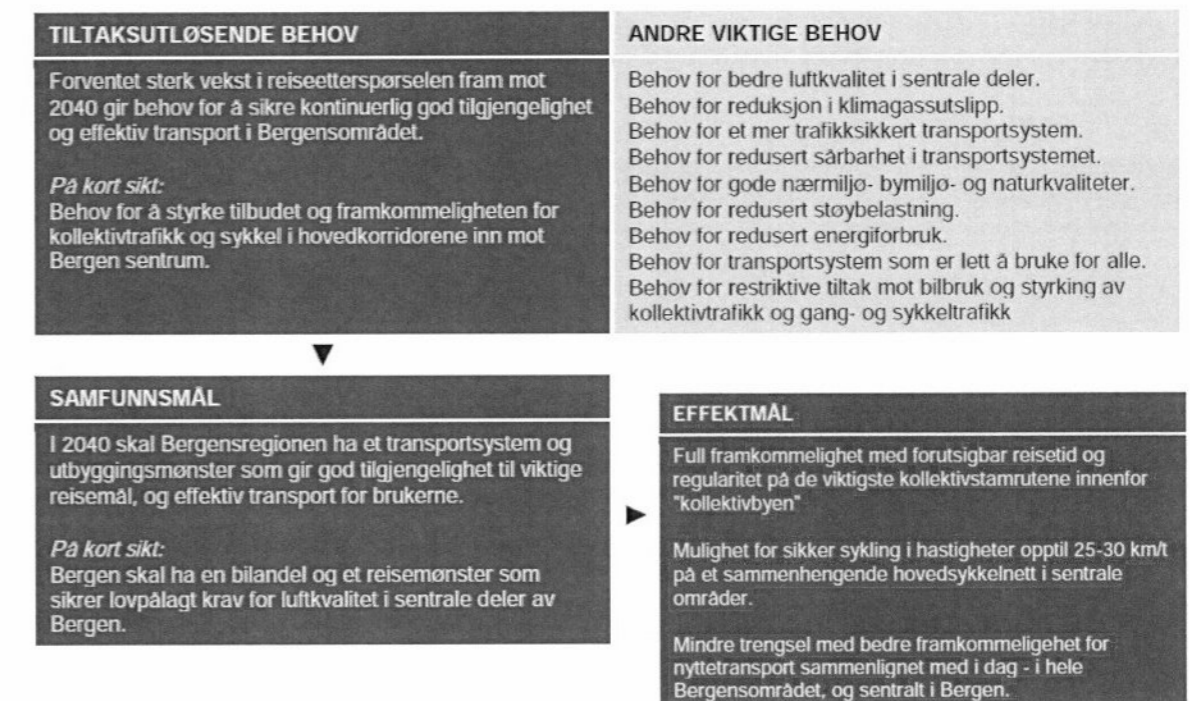 TILTAKSUTLØSENDE BEHOV
Forventet sterk vekst i reiseetterspørselen fram mot
2040 gir behov for å sikre kontinuerlig god tilgjengelighet
og effektiv transport i Bergensområdet.
På kort sikt:
Behov for å styrke tilbudet og framkommeligheten for
kollektivtrafikk og sykkel i hovedkorridorene inn mot
Bergen sentrum.
ANDRE VIKTIGE BEHOV
Behov for bedre luftkvalitet i sentrale deler.
Behov for reduksjon i klimagassutslipp.
Behov for et mer trafikksikkert transportsystem.
Behov for redusert sårbarhet i transportsystemet.
Behov for gode nærmiljø- bymiljø- og naturkvaliteter.
Behov for redusert støybelastning.
Behov for redusert energiforbruk.
Behov for transportsystem som er lett å bruke for alle.
Behov for restriktive tiltak mot bilbruk og styrking av
kollektivtrafikk og gang- og sykkeltrafikk
SAMFUNNSMÅL
I 2040 skal Bergensregionen ha et transportsystem og
utbyggingsmønster som gir god tilgjengelighet til viktige
reisemål, og effektiv transport for brukerne.
På kort sikt:
Bergen skal ha en bilandel og et reisemønster som
sikrer lovpålagt krav for luftkvalitet i sentrale deler av
Bergen.
EFFEKTMÅL
Full framkommelighet med forutsigbar reisetid og
regularitet på de viktigste kollektivstamrutene innenfor
"kollektivbyen"
Mulighet for sikker sykling i hastigheter opptil 25-30 km/t
på et sammenhengende hovedsykkelnett i sentrale
områder.
Mindre trengsel med bedre framkommeligehet for
nyttetransport sammenlignet med i dag - i hele
Bergensområdet, og sentralt i Bergen.